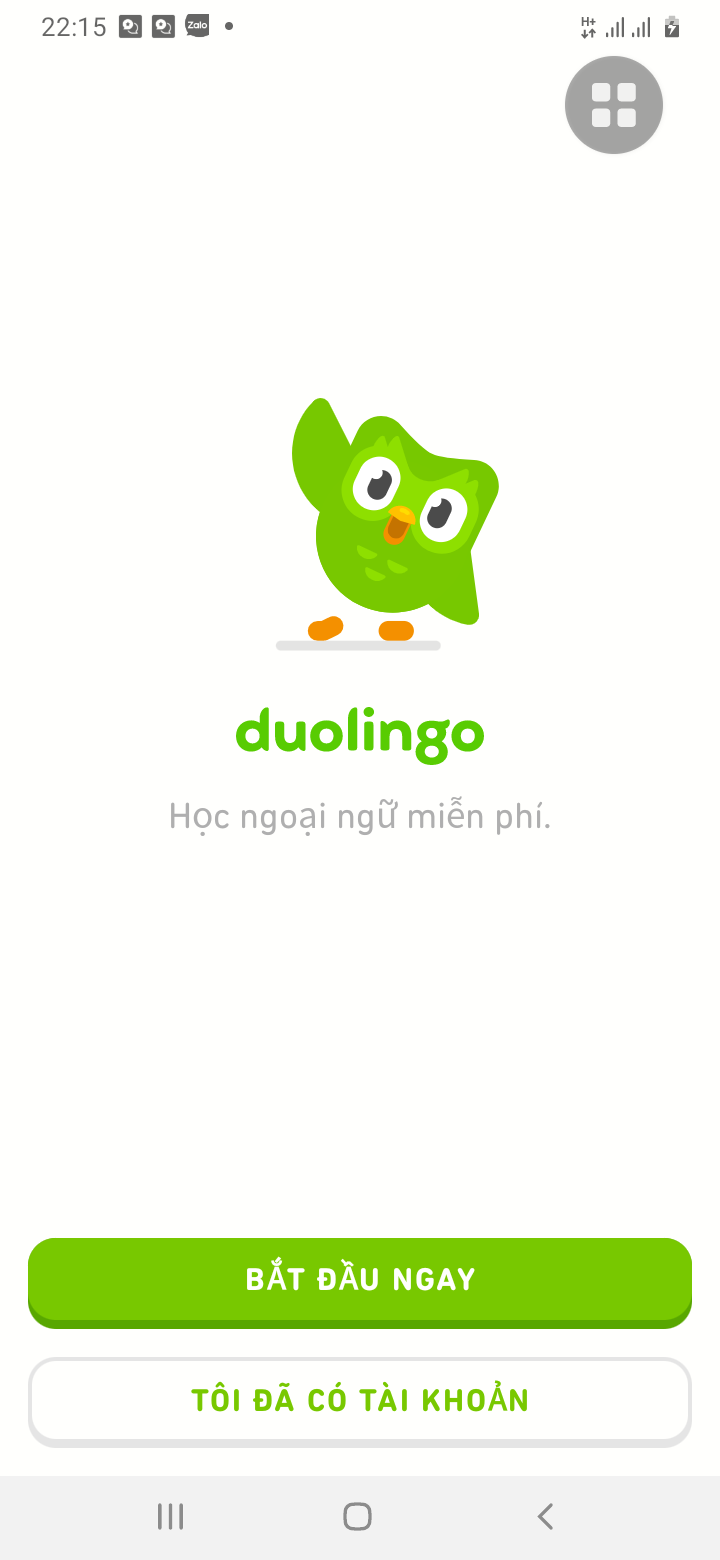 22:15 Zalo H+
duolingo
Học ngoại ngữ miễn phí.
BẮT ĐẦU NGAY
TÔI ĐÃ CÓ TÀI KHOẢN